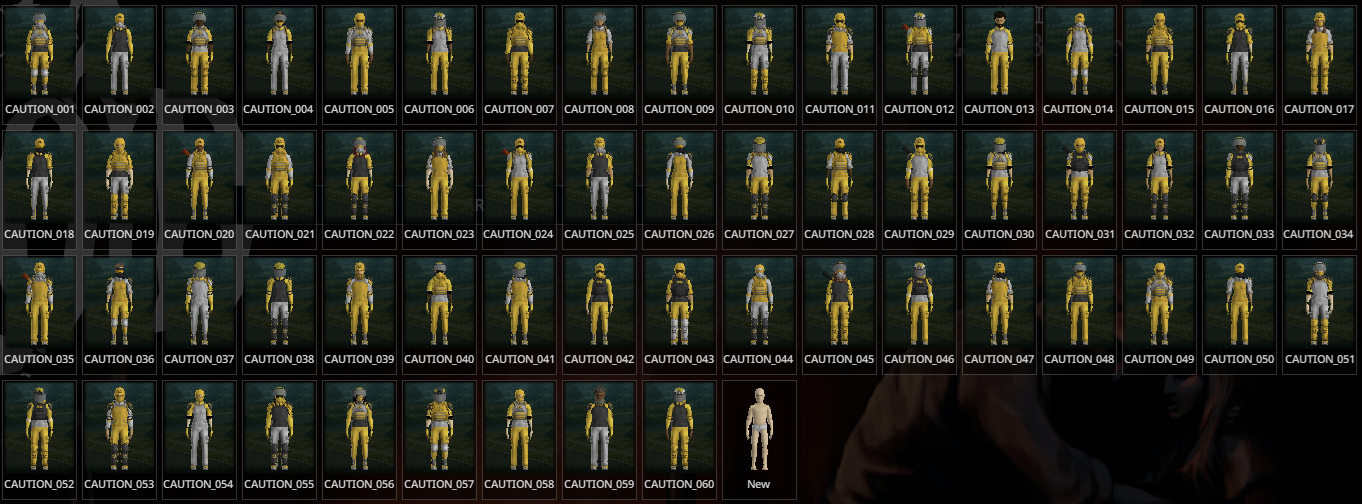 CAUTION_001 CAUTION_002 CAUTION_003 CAUTION_004 CAUTION_005 CAUTION_006 CAUTION_007 CAUTION_008 CAUTION_009 CAUTION_010 CAUTION_011 CAUTION_012 CAUTION_013 CAUTION_014 CAUTION_015 CAUTION_016 CAUTION_017
CAUTION_018 CAUTION_019 CAUTION_020 CAUTION_021 CAUTION_022 CAUTION_023 CAUTION_024 CAUTION_025 CAUTION_026 CAUTION_027 CAUTION_028 CAUTION_029 CAUTION_030 CAUTION_031 CAUTION_032 CAUTION_033 CAUTION_034
CAUTION_035 CAUTION_036 CAUTION_037 CAUTION_038 CAUTION_039 CAUTION_040 CAUTION_041 CAUTION_042 CAUTION_043 CAUTION_044 CAUTION_045 CAUTION_046 CAUTION_047 CAUTION_048 CAUTION_049 CAUTION_050 CAUTION_051
CAUTION_052 CAUTION_053 CAUTION_054 CAUTION_055 CAUTION_056 CAUTION_057 CAUTION_058 CAUTION_059 CAUTION_060 New